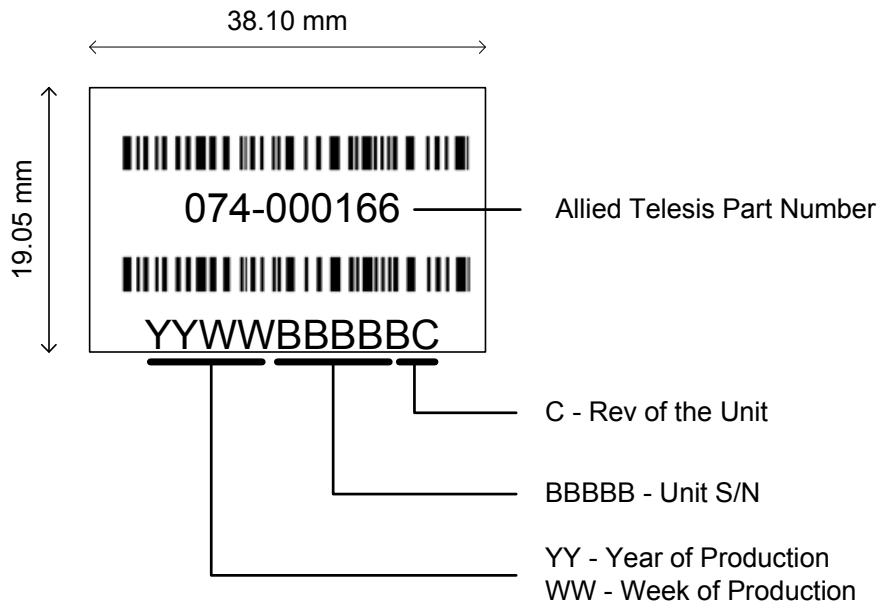 38.10 mm
19.05 mm
074-000166
Allied Telesis Part Number
YYWWBBBBBC
C - Rev of the Unit
BBBBB - Unit S/N
YY - Year of Production
WW - Week of Production